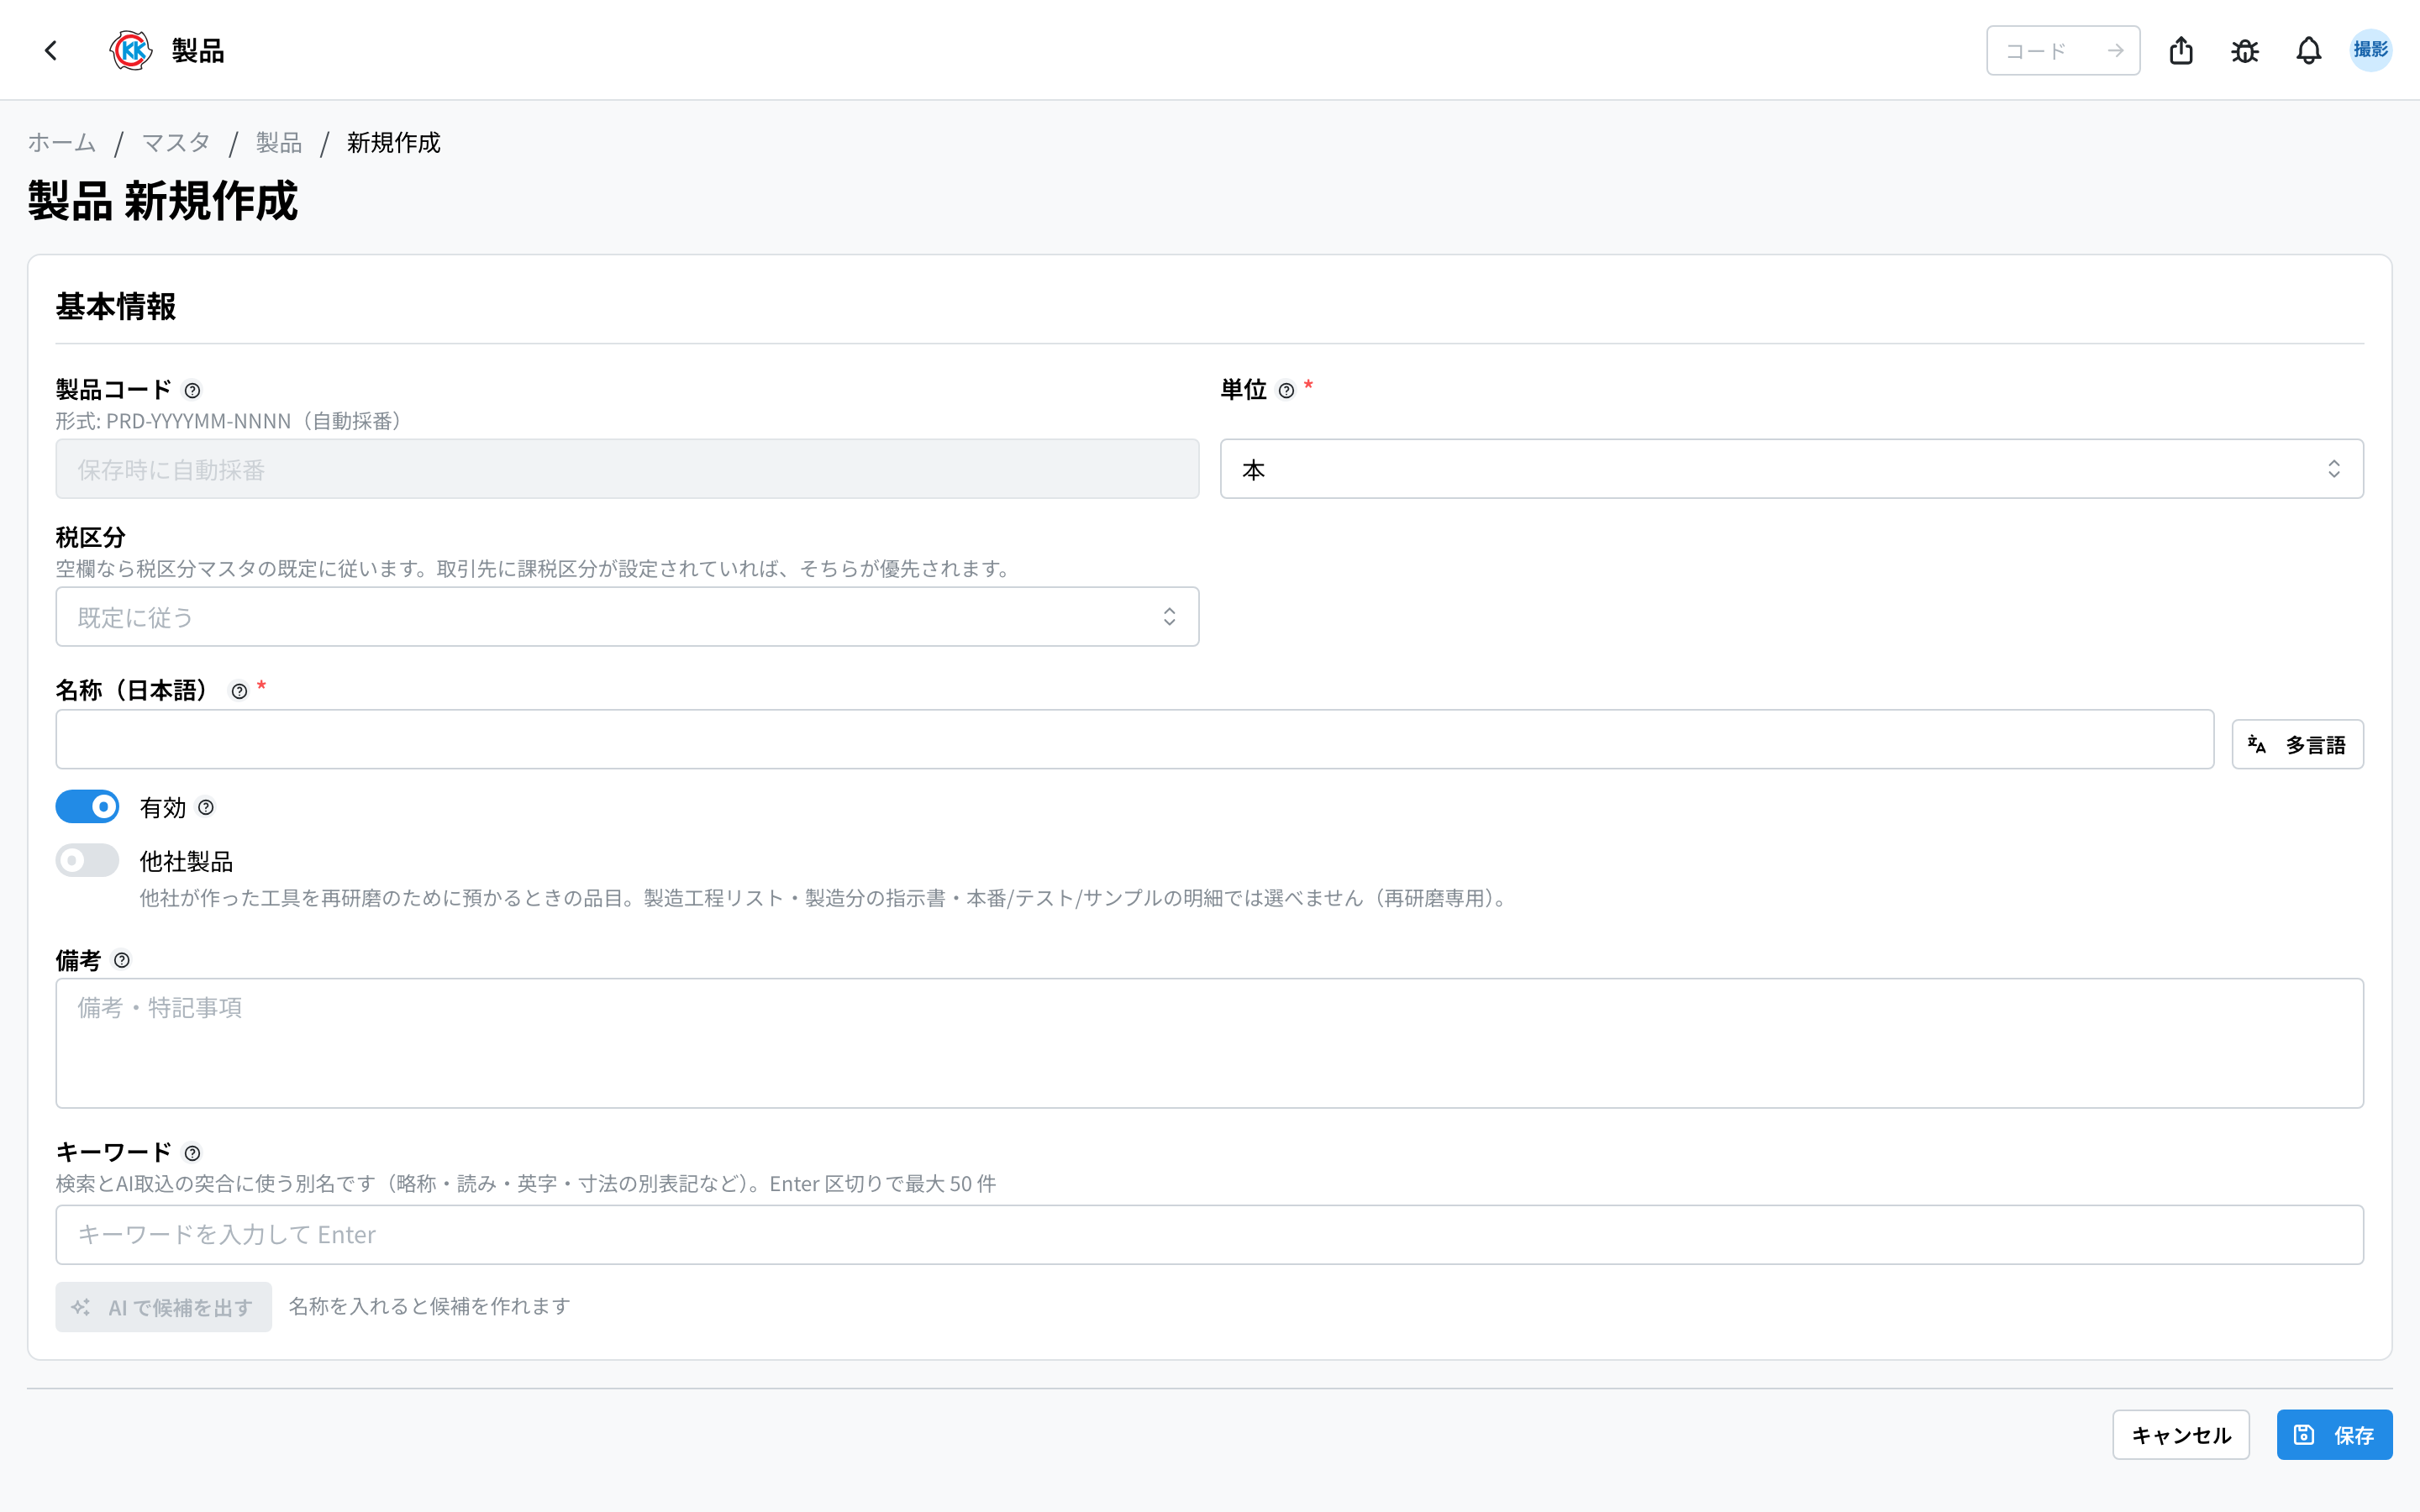 KK 製品
コード
撮影
ホーム / マスタ / 製品 / 新規作成
製品 新規作成
基本情報
製品コード
形式: PRD-YYYYMM-NNNN（自動採番）
保存時に自動採番
単位 *
本
税区分
空欄なら税区分マスタの既定に従います。取引先に課税区分が設定されていれば、そちらが優先されます。
既定に従う
名称（日本語） *
多言語
有効
他社製品
他社が作った工具を再研磨のために預かるときの品目。製造工程リスト・製造分の指示書・本番/テスト/サンプルの明細では選べません（再研磨専用）。
備考
備考・特記事項
キーワード
検索とAI取込の突合に使う別名です（略称・読み・英字・寸法の別表記など）。Enter 区切りで最大 50 件
キーワードを入力して Enter
AI で候補を出す
名称を入れると候補を作れます
キャンセル
保存